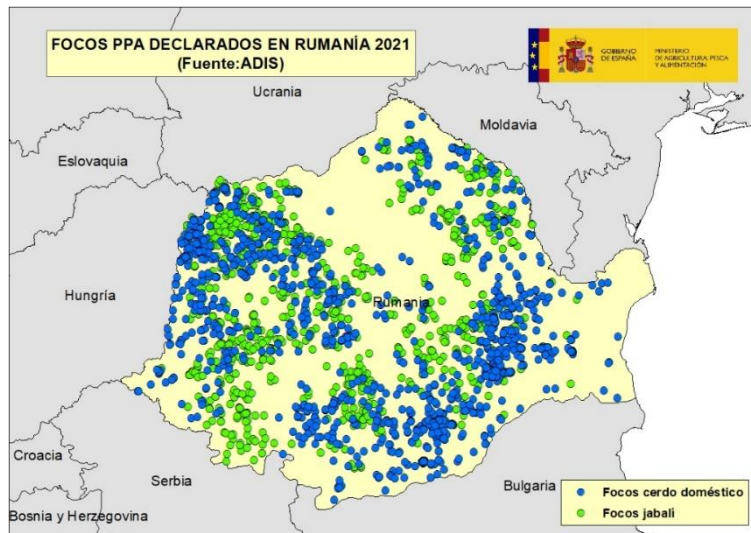 FOCOS PPA DECLARADOS EN RUMANÍA 2021
(Fuente:ADIS)
GOBIERNO
DE ESPAÑA
MINISTERIO
DE AGRICULTURA, PESCA
Y ALIMENTACIÓN
Ucrania
Moldavia
Eslovaquia
Hungría
Rumania
Croacia
Serbia
Bulgaria
Bosnia y Herzegovina
Focos cerdo doméstico
Focos jabalí